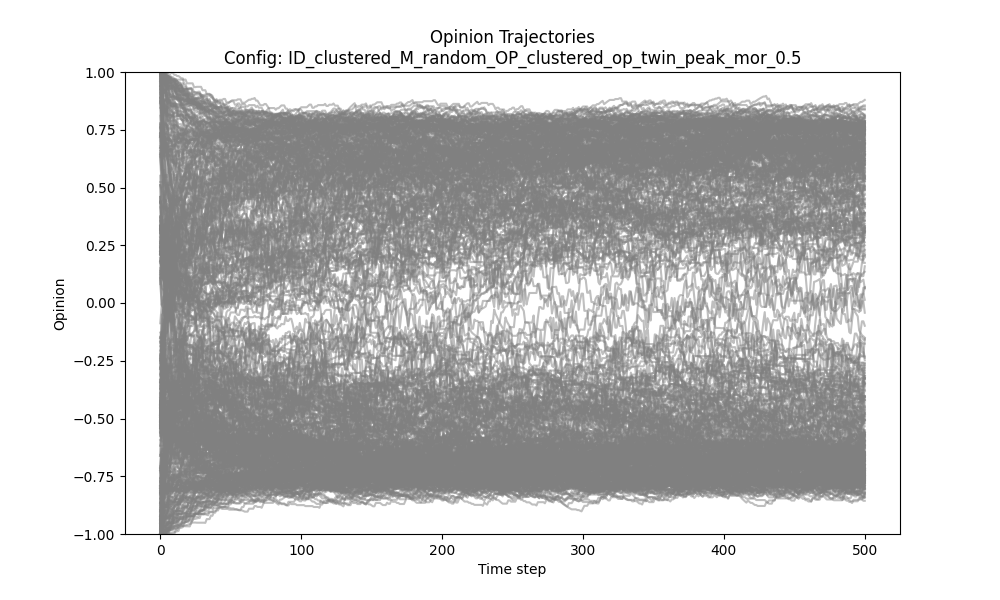 Opinion Trajectories
Config: ID_clustered_M_random_OP_clustered_op_twin_peak_mor_0.5
1.00
0.75
0.50
0.25
0.00
−0.25
−0.50
−0.75
−1.00
Opinion
0 100 200 300 400 500
Time step